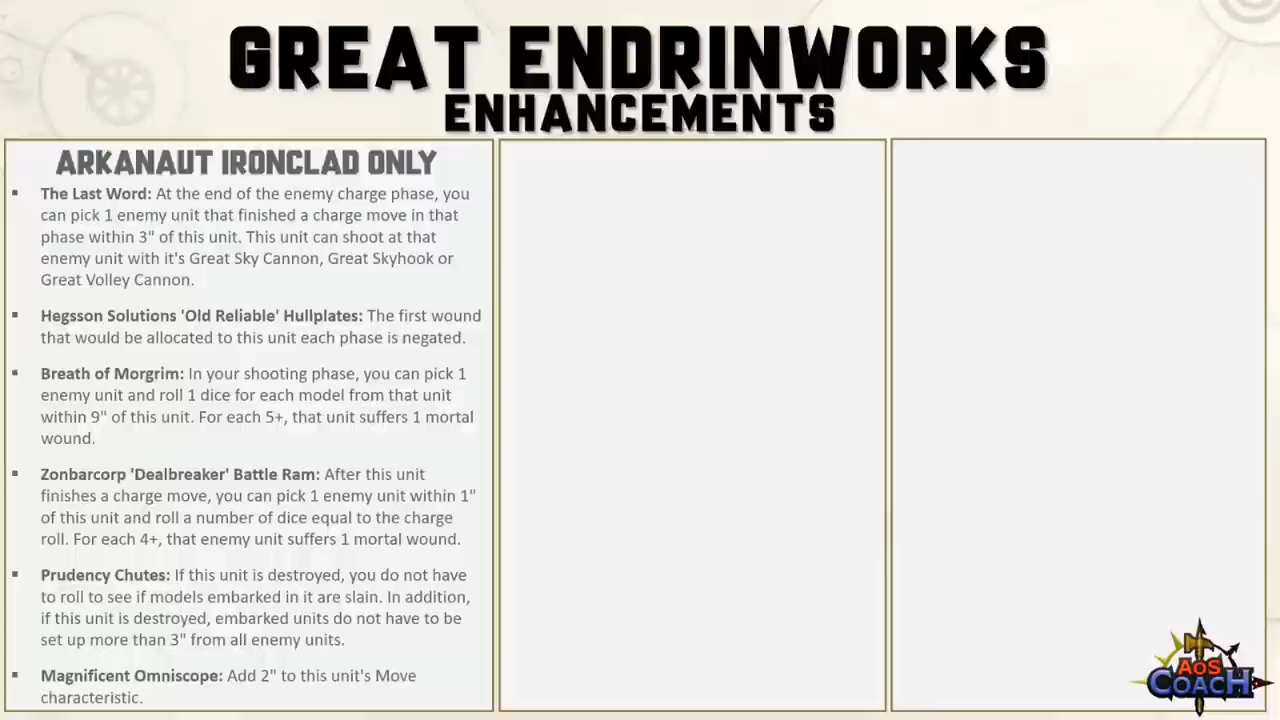 GREAT ENDRINWORKS
ENHANCEMENTS
ARKANAUT IRONCLAD ONLY
▪ The Last Word: At the end of the enemy charge phase, you
can pick 1 enemy unit that finished a charge move in that
phase within 3" of this unit. This unit can shoot at that
enemy unit with it's Great Sky Cannon, Great Skyhook or
Great Volley Cannon.
▪ Hegsson Solutions 'Old Reliable' Hullplates: The first wound
that would be allocated to this unit each phase is negated.
▪ Breath of Morgrim: In your shooting phase, you can pick 1
enemy unit and roll 1 dice for each model from that unit
within 9" of this unit. For each 5+, that unit suffers 1 mortal
wound.
▪ Zonbarcorp 'Dealbreaker' Battle Ram: After this unit
finishes a charge move, you can pick 1 enemy unit within 1"
of this unit and roll a number of dice equal to the charge
roll. For each 4+, that enemy unit suffers 1 mortal wound.
▪ Prudency Chutes: If this unit is destroyed, you do not have
to roll to see if models embarked in it are slain. In addition,
if this unit is destroyed, embarked units do not have to be
set up more than 3" from all enemy units.
▪ Magnificent Omniscope: Add 2" to this unit's Move
characteristic.
AoS
COACH